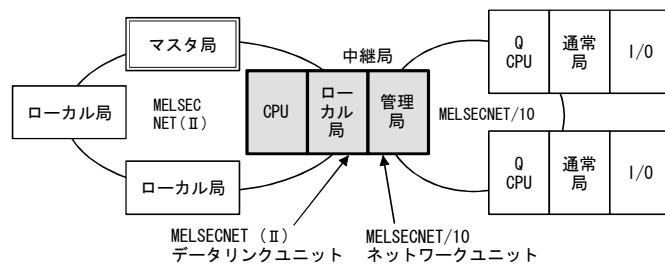 マスタ局
ローカル局
MELSEC
NET(Ⅱ)
ローカル局
中継局
CPU
ロー
カル
局
管理
局
MELSECNET/10
Q
CPU
通常
局
I/O
Q
CPU
通常
局
I/O
MELSECNET (Ⅱ)
データリンクユニット
MELSECNET/10
ネットワークユニット